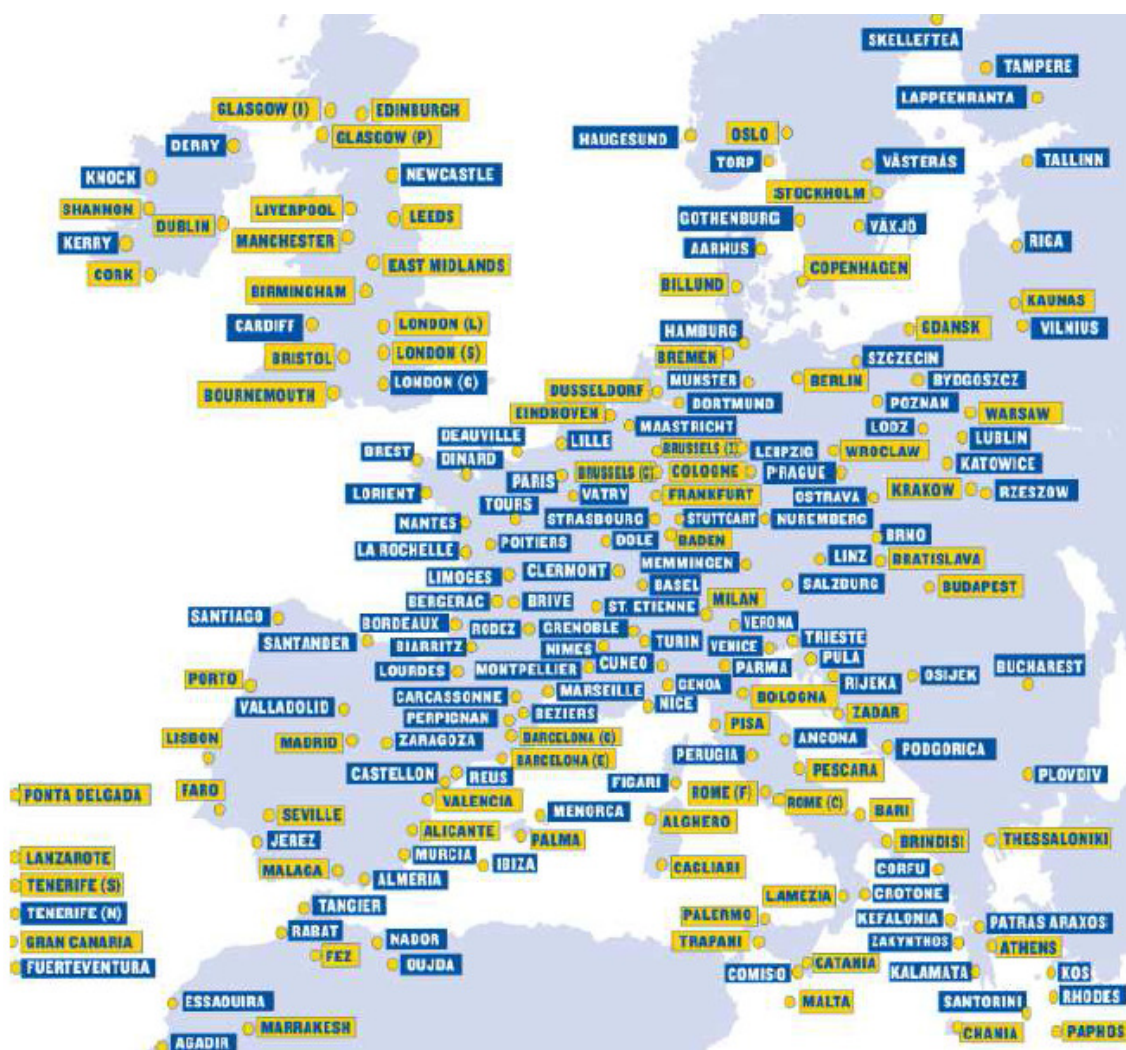 SKELLEFTEÅ
TAMPERE
LAPPEENRANTA
GLASGOW (I)
EDINBURGH
GLASGOW (P)
HAUGESUND
OSLO
DERRY
TORP
VÄSTERÅS
TALLINN
KNOCK
NEWCASTLE
STOCKHOLM
SHANNON
LIVERPOOL
LEEDS
GOTHENBURG
DUBLIN
VÄXJÖ
KERRY
MANCHESTER
AARHUS
RIGA
CORK
EAST MIDLANDS
COPENHAGEN
BIRMINGHAM
BILLUND
KAUNAS
CARDIFF
LONDON (L)
HAMBURG
GDANSK
VILNIUS
BRISTOL
LONDON (S)
BREMEN
SZCZECIN
LONDON (G)
MUNSTER
BERLIN
BYDGOSZCZ
BOURNEMOUTH
DUSSELDORF
DORTMUND
POZNAN
EINDHOVEN
WARSAW
MAASTRICHT
LODZ
DEAUVILLE
LILLE
LUBLIN
BREST
DINARD
BRUSSELS (Z)
LEIPZIG
WROCLAW
KATOWICE
PARIS
BRUSSELS (C)
COLOGNE
PRAGUE
LORIENT
VATRY
FRANKFURT
OSTRAVA
KRAKOW
RZESZOW
TOURS
NANTES
STRASBOURG
STUTTGART
NUREMBERG
POITIERS
DOLE
BADEN
BRNO
LA ROCHELLE
MEMMINGEN
LINZ
BRATISLAVA
LIMOGES
CLERMONT
BASEL
SALZBURG
BUDAPEST
BERGERAC
BRIVE
ST. ETIENNE
MILAN
SANTIAGO
BORDEAUX
RODEZ
GRENOBLE
VERONA
SANTANDER
BIARRITZ
NIMES
TURIN
VENICE
TRIESTE
LOURDES
MONTPELLIER
CUNEO
PARMA
PULA
BUCHAREST
PORTO
GENOA
RIJEKA
OSIJEK
CARCASSONNE
MARSEILLE
BOLOGNA
VALLADOLID
PERPIGNAN
BEZIERS
NICE
ZADAR
LISBON
MADRID
ZARAGOZA
BARCELONA (G)
PISA
ANCONA
BARCELONA (E)
PERUGIA
PODGORICA
CASTELLON
REUS
FIGARI
PESCARA
PLOVDIV
PONTA DELGADA
FARO
VALENCIA
ROME (F)
ROME (C)
SEVILLE
MENORCA
ALGHERO
BARI
JEREZ
ALICANTE
PALMA
BRINDISI
THESSALONIKI
LANZAROTE
MURCIA
IBIZA
CAGLIARI
CORFU
MALAGA
ALMERIA
TENERIFE (S)
LAMEZIA
CROTONE
TENERIFE (N)
TANGIER
PALERMO
KEFALONIA
PATRAS ARAXOS
RABAT
NADOR
TRAPANI
ZAKYNTHOS
GRAN CANARIA
FEZ
ATHENS
FUERTEVENTURA
OUJDA
COMISO
CATANIA
KALAMATA
KOS
ESSAOUIRA
MALTA
SANTORINI
RHODES
MARRAKESH
CHANIA
PAPHOS
AGADIR